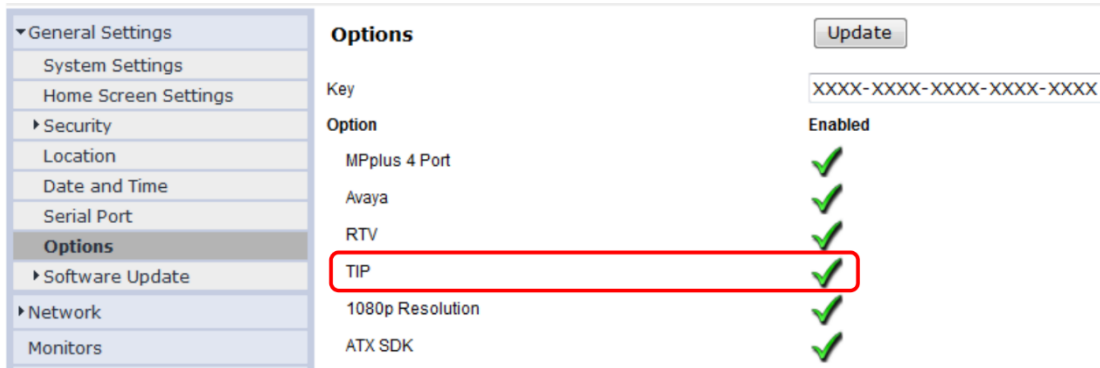 General Settings
System Settings
Home Screen Settings
Security
Location
Date and Time
Serial Port
Options
Software Update
Network
Monitors
Options
Update
Key
XXXX-XXXX-XXXX-XXXX-XXXX
Option
Enabled
MPplus 4 Port
Avaya
RTV
TIP
1080p Resolution
ATX SDK